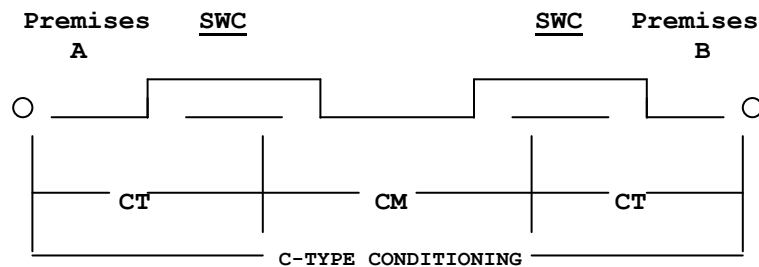 Premises SWC SWC Premises
A B
CT CM CT
C-TYPE CONDITIONING